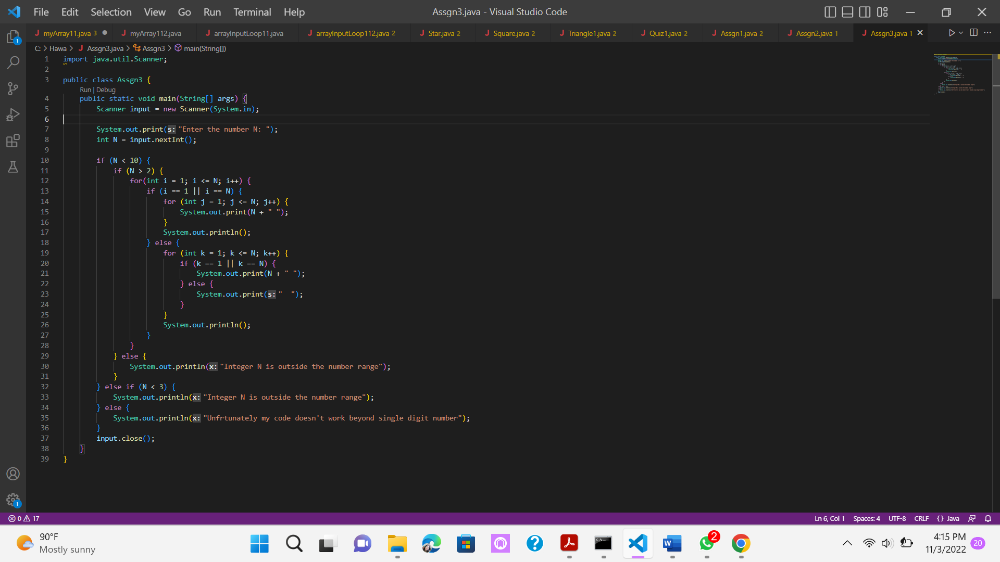 File Edit Selection View Go Run Terminal Help
Assgn3.java - Visual Studio Code
J myArray11.java 3 J myArray112.java J arrayInputLoop11.java J arrayInputLoop112.java 2 J Star.java 2 J Square.java 2 J Triangle1.java 2 J Quiz1.java 2 J Assgn1.java 2 J Assgn2.java 1 J Assgn3.java 1
C: > Hawa > J Assgn3.java > Assgn3 > main(String[])
1 import java.util.Scanner;
2
3 public class Assgn3 {
Run | Debug
4 public static void main(String[] args) {
5 Scanner input = new Scanner(System.in);
6
7 System.out.print(s: "Enter the number N: ");
8 int N = input.nextInt();
9
10 if (N < 10) {
11 if (N > 2) {
12 for(int i = 1; i <= N; i++) {
13 if (i == 1 || i == N) {
14 for (int j = 1; j <= N; j++) {
15 System.out.print(N + " ");
16 }
17 System.out.println();
18 } else {
19 for (int k = 1; k <= N; k++) {
20 if (k == 1 || k == N) {
21 System.out.print(N + " ");
22 } else {
23 System.out.print(s: "  ");
24 }
25 }
26 System.out.println();
27 }
28 }
29 } else {
30 System.out.println(x: "Integer N is outside the number range");
31 }
32 } else if (N < 3) {
33 System.out.println(x: "Integer N is outside the number range");
34 } else {
35 System.out.println(x: "Unfrtunately my code doesn't work beyond single digit number");
36 }
37 input.close();
38 }
39 }
1
1
0 17
Ln 6, Col 1 Spaces: 4 UTF-8 CRLF {} Java
90°F
Mostly sunny
2
4:15 PM
11/3/2022
20